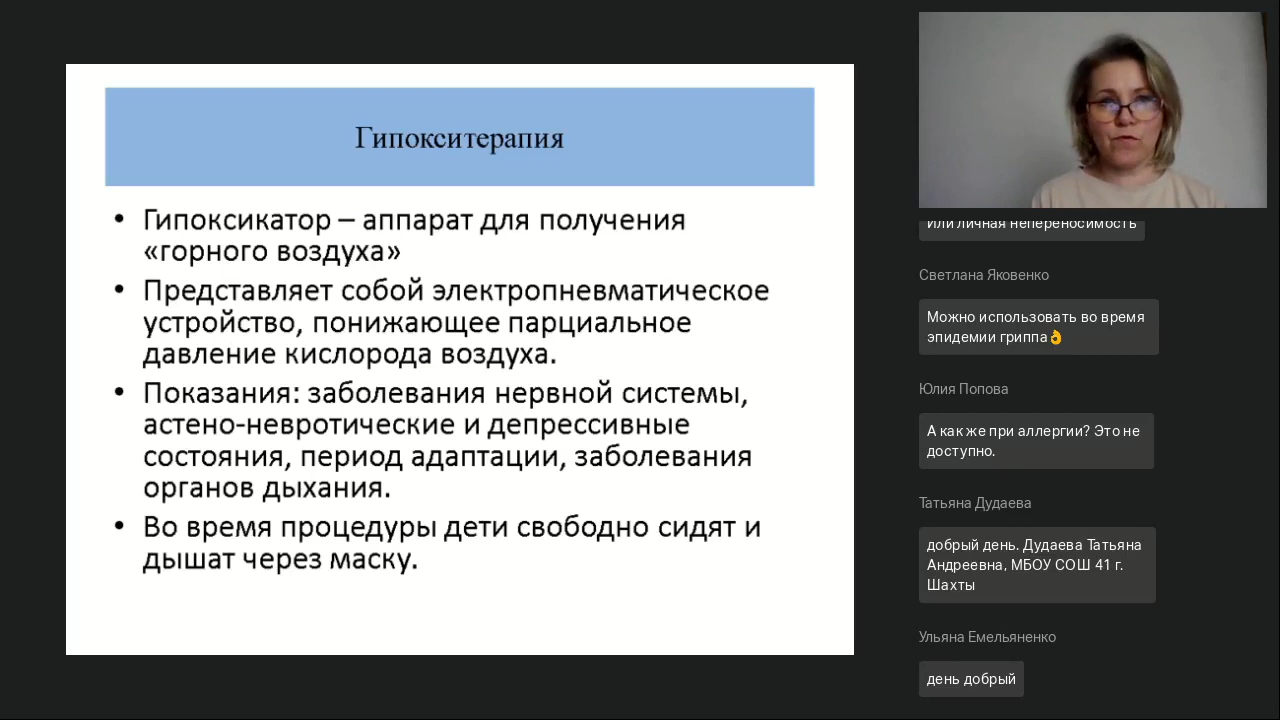 Гипокситерапия
• Гипоксикатор – аппарат для получения
«горного воздуха»
• Представляет собой электропневматическое
устройство, понижающее парциальное
давление кислорода воздуха.
• Показания: заболевания нервной системы,
астено-невротические и депрессивные
состояния, период адаптации, заболевания
органов дыхания.
• Во время процедуры дети свободно сидят и
дышат через маску.
Или личная непереносимость
Светлана Яковенко
Можно использовать во время
эпидемии гриппа👌
Юлия Попова
А как же при аллергии? Это не
доступно.
Татьяна Дудаева
добрый день. Дудаева Татьяна
Андреевна, МБОУ СОШ 41 г.
Шахты
Ульяна Емельяненко
день добрый